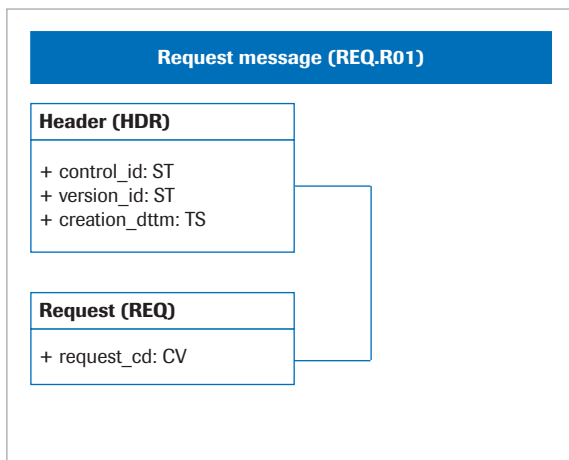 Request message (REQ.R01)
Header (HDR)
+ control_id: ST
+ version_id: ST
+ creation_dttm: TS
Request (REQ)
+ request_cd: CV